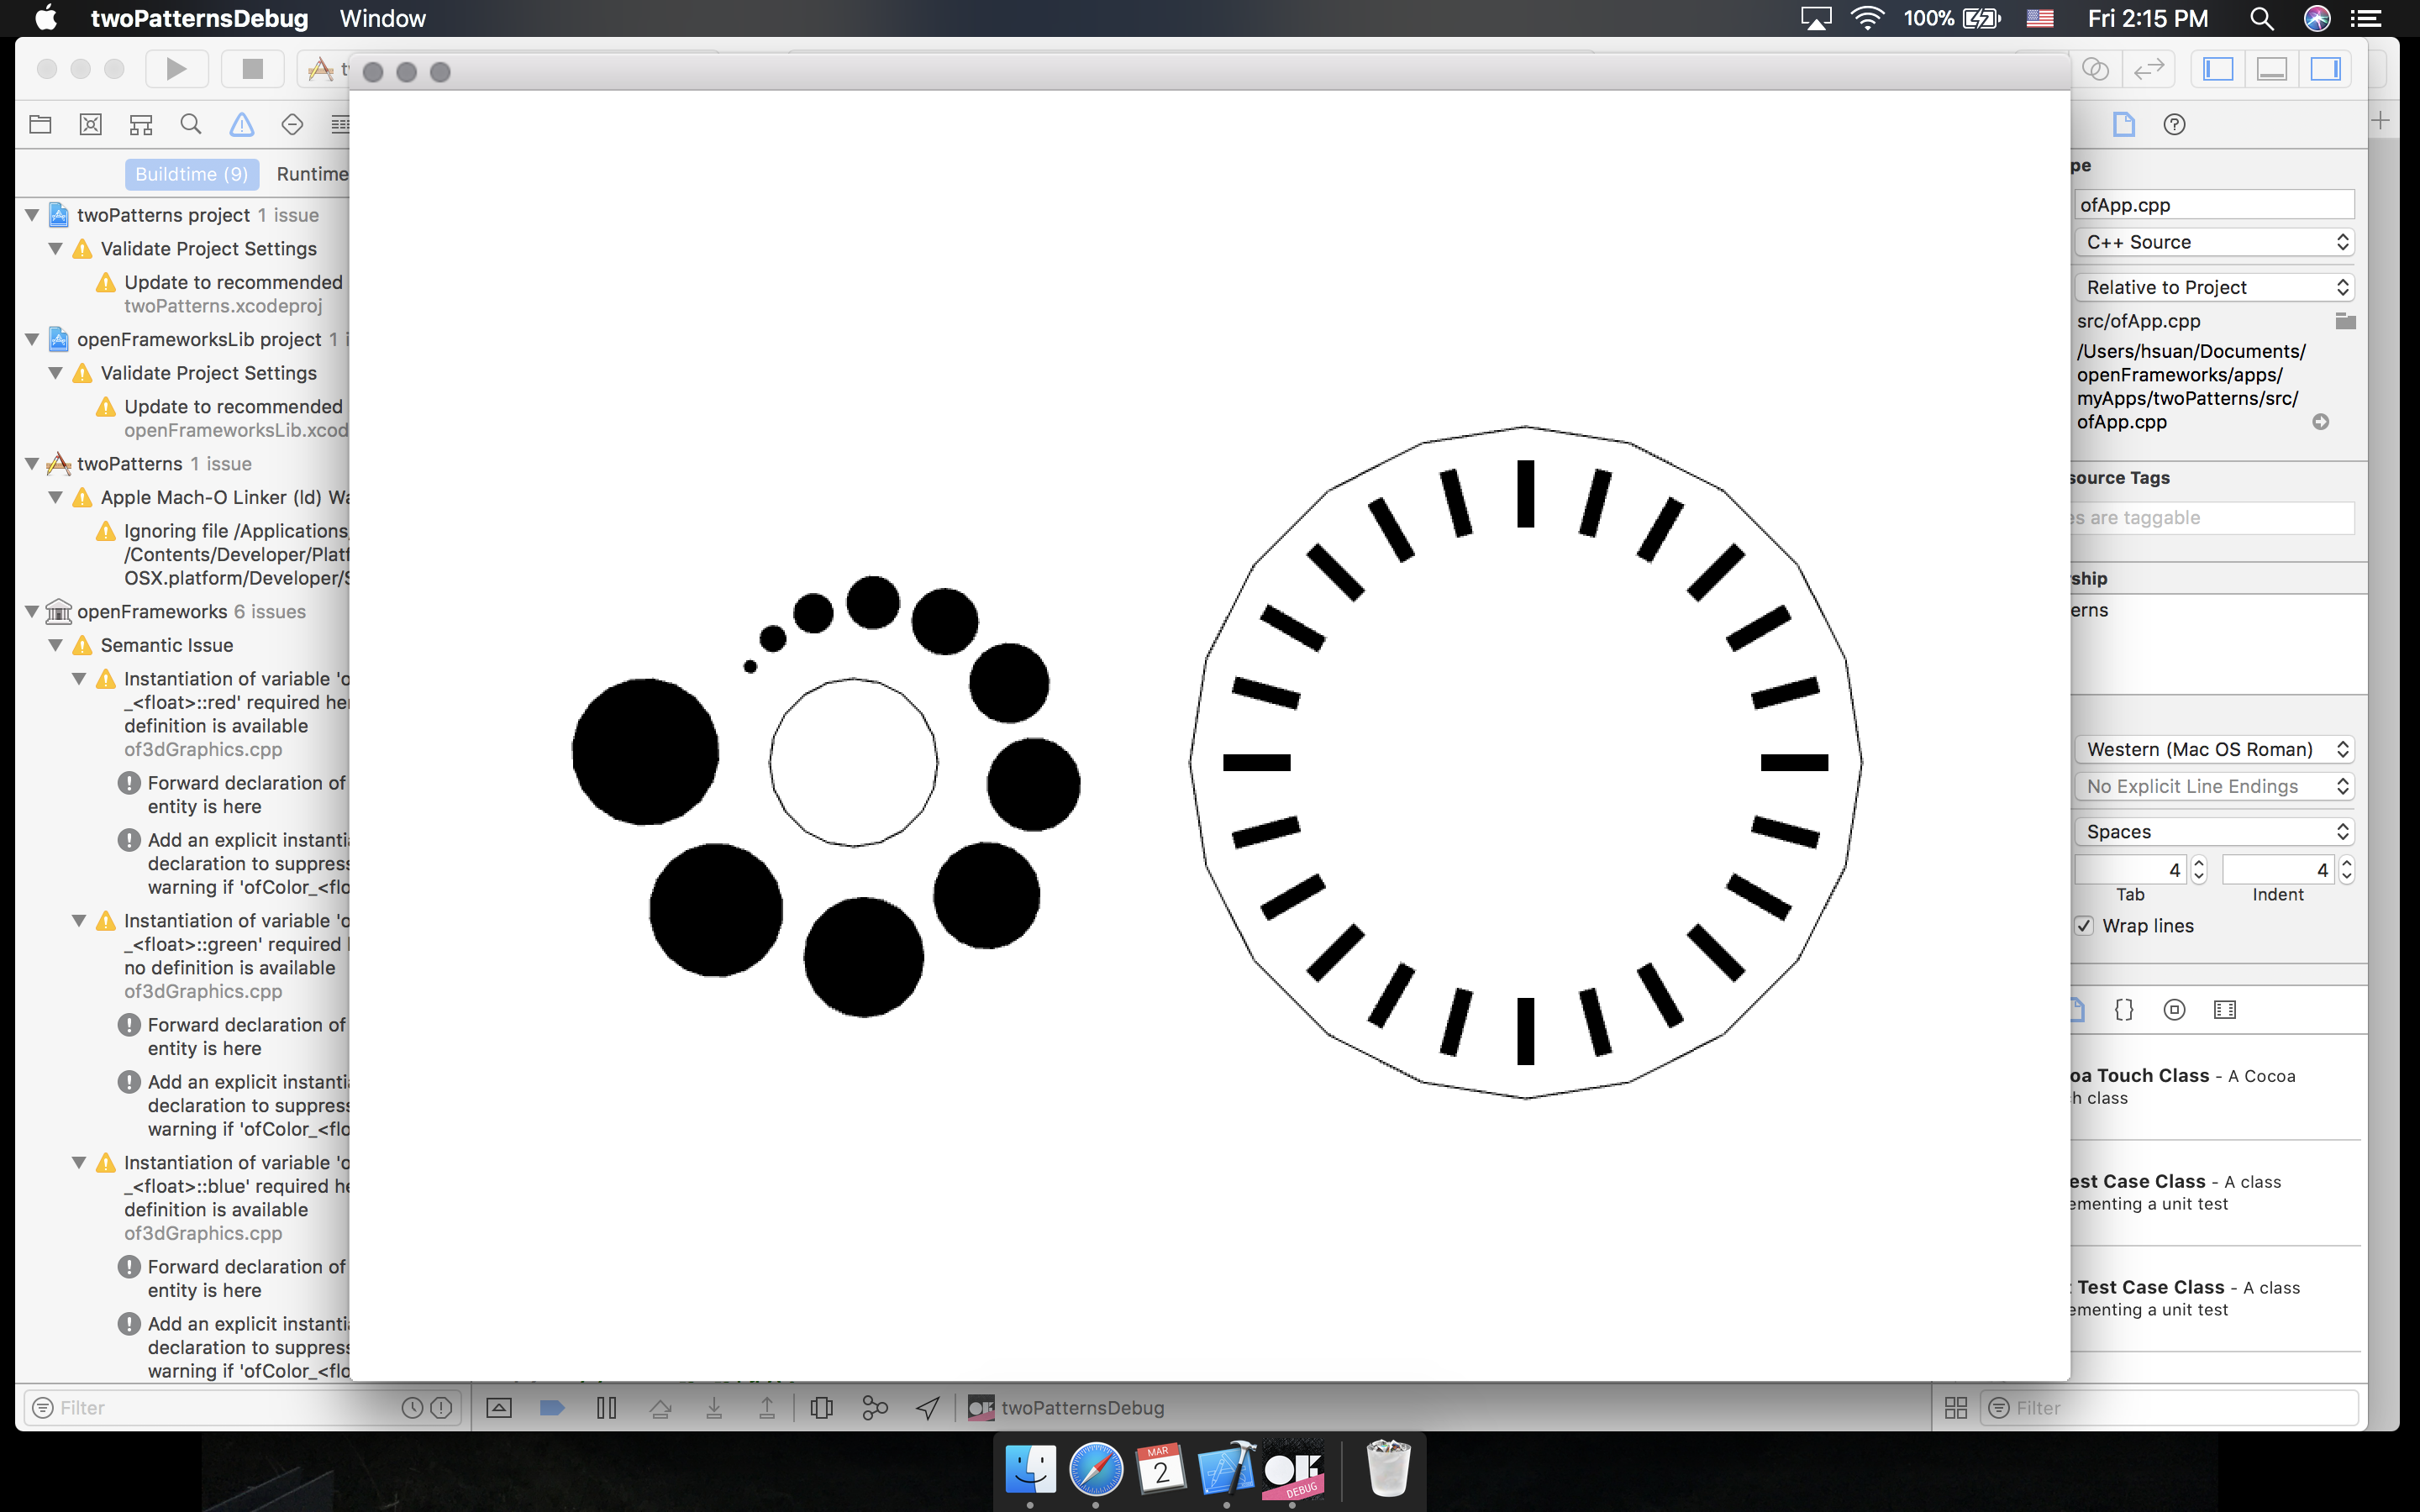 twoPatternsDebug Window 100% Fri 2:15 PM
Buildtime (9) Runtime
twoPatterns project 1 issue
Validate Project Settings
Update to recommended
twoPatterns.xcodeproj
openFrameworksLib project 1
Validate Project Settings
Update to recommended
openFrameworksLib.xcod
twoPatterns 1 issue
Apple Mach-O Linker (ld) Wa
Ignoring file /Applications
/Contents/Developer/Platf
OSX.platform/Developer/S
openFrameworks 6 issues
Semantic Issue
Instantiation of variable 'o
_<float>::red' required he
definition is available
of3dGraphics.cpp
Forward declaration of
entity is here
Add an explicit instantia
declaration to suppress
warning if 'ofColor_<flo
Instantiation of variable 'o
_<float>::green' required
no definition is available
of3dGraphics.cpp
Forward declaration of
entity is here
Add an explicit instantia
declaration to suppress
warning if 'ofColor_<flo
Instantiation of variable 'o
_<float>::blue' required he
definition is available
of3dGraphics.cpp
Forward declaration of
entity is here
Add an explicit instantia
declaration to suppress
warning if 'ofColor_<flo
Filter
twoPatternsDebug
pe
ofApp.cpp
C++ Source
Relative to Project
src/ofApp.cpp
/Users/hsuan/Documents/
openFrameworks/apps/
myApps/twoPatterns/src/
ofApp.cpp
source Tags
es are taggable
ship
erns
Western (Mac OS Roman)
No Explicit Line Endings
Spaces
4 4
Tab Indent
Wrap lines
oa Touch Class - A Cocoa
h class
est Case Class - A class
ementing a unit test
Test Case Class - A class
ementing a unit test
Filter
MAR
2
DEBUG